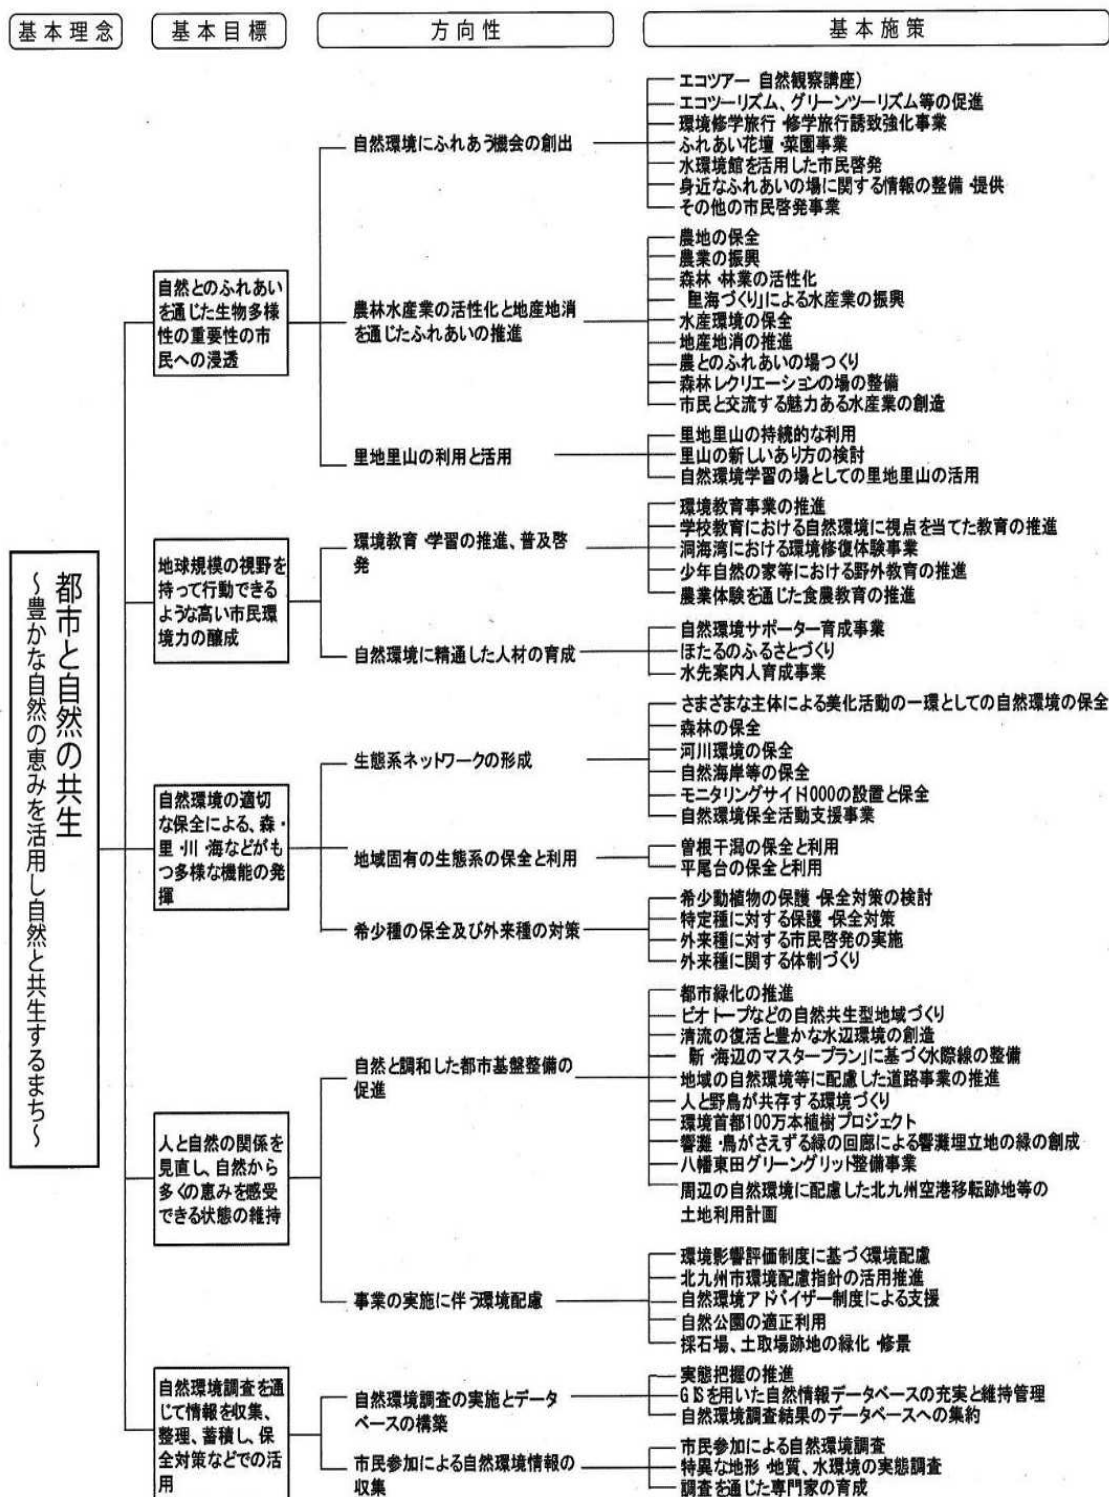 基本理念
基本目標
方向性
基本施策
都市と自然の共生
～豊かな自然の恵みを活用し自然と共生するまち～
自然とのふれあい
を通じた生物多様
性の重要性の市
民への浸透
自然環境にふれあう機会の創出
エコツアー 自然観察講座）
エコツーリズム、グリーンツーリズム等の促進
環境修学旅行・修学旅行誘致強化事業
ふれあい花壇・菜園事業
水環境館を活用した市民啓発
身近なふれあいの場に関する情報の整備・提供
その他の市民啓発事業
農林水産業の活性化と地産地消
を通じたふれあいの推進
農地の保全
農業の振興
森林・林業の活性化
「里海づくり」による水産業の振興
水産環境の保全
地産地消の推進
農とのふれあいの場つくり
森林レクリエーションの場の整備
市民と交流する魅力ある水産業の創造
里地里山の利用と活用
里地里山の持続的な利用
里山の新しいあり方の検討
自然環境学習の場としての里地里山の活用
地球規模の視野を
持って行動できる
ような高い市民環
境力の醸成
環境教育・学習の推進、普及啓
発
環境教育事業の推進
学校教育における自然環境に視点を当てた教育の推進
洞海湾における環境修復体験事業
少年自然の家等における野外教育の推進
農業体験を通じた食農教育の推進
自然環境に精通した人材の育成
自然環境サポーター育成事業
ほたるのふるさとづくり
水先案内人育成事業
自然環境の適切
な保全による、森・
里・川・海などがも
つ多様な機能の発
揮
生態系ネットワークの形成
さまざまな主体による美化活動の一環としての自然環境の保全
森林の保全
河川環境の保全
自然海岸等の保全
モニタリングサイト1000の設置と保全
自然環境保全活動支援事業
地域固有の生態系の保全と利用
曽根干潟の保全と利用
平尾台の保全と利用
希少種の保全及び外来種の対策
希少動植物の保護・保全対策の検討
特定種に対する保護・保全対策
外来種に対する市民啓発の実施
外来種に関する体制づくり
人と自然の関係を
見直し、自然から
多くの恵みを感受
できる状態の維持
自然と調和した都市基盤整備の
促進
都市緑化の推進
ビオトープなどの自然共生型地域づくり
清流の復活と豊かな水辺環境の創造
「新・海辺のマスタープラン」に基づく水際線の整備
地域の自然環境等に配慮した道路事業の推進
人と野鳥が共存する環境づくり
環境首都100万本植樹プロジェクト
響灘・鳥がさえずる緑の回廊による響灘埋立地の緑の創成
八幡東田グリーングリッド整備事業
周辺の自然環境に配慮した北九州空港移転跡地等の
土地利用計画
事業の実施に伴う環境配慮
環境影響評価制度に基づく環境配慮
北九州市環境配慮指針の活用推進
自然環境アドバイザー制度による支援
自然公園の適正利用
採石場、土取場跡地の緑化・修景
自然環境調査を通
じて情報を収集、
整理、蓄積し、保
全対策などでの活
用
自然環境調査の実施とデータ
ベースの構築
実態把握の推進
GISを用いた自然情報データベースの充実と維持管理
自然環境調査結果のデータベースへの集約
市民参加による自然環境情報の
収集
市民参加による自然環境調査
特異な地形・地質、水環境の実態調査
調査を通じた専門家の育成